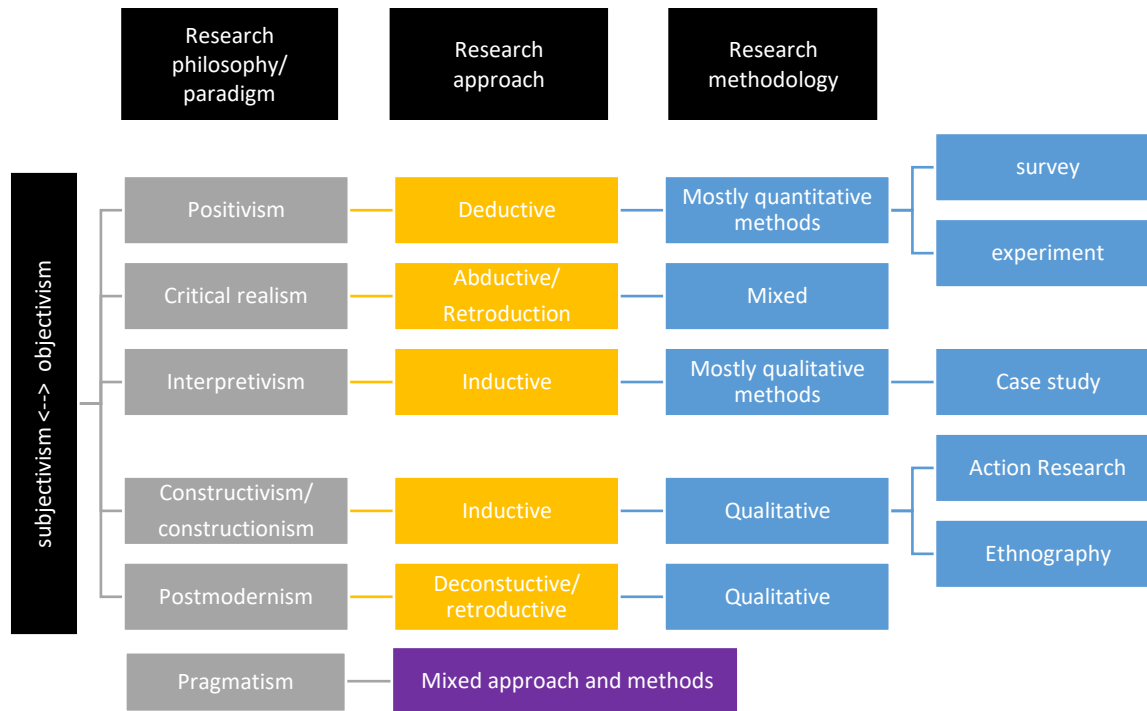 Research
philosophy/
paradigm
Research
approach
Research
methodology
subjectivism <--> objectivism
Positivism
Deductive
Mostly quantitative
methods
survey
experiment
Critical realism
Abductive/
Retroduction
Mixed
Interpretivism
Inductive
Mostly qualitative
methods
Case study
Constructivism/
constructionism
Inductive
Qualitative
Action Research
Ethnography
Postmodernism
Deconstuctive/
retroductive
Qualitative
Pragmatism
Mixed approach and methods